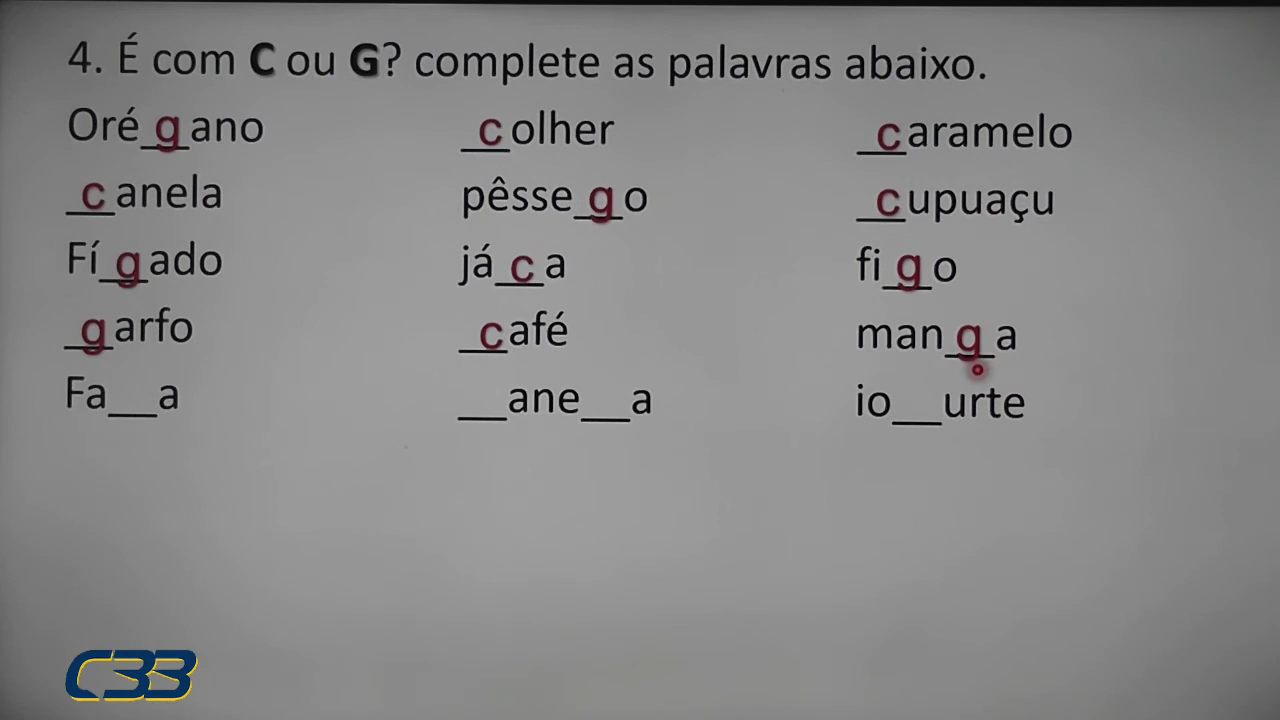 4. É com C ou G? complete as palavras abaixo.
Oré_g_ano _c_olher _c_aramelo
_c_anela pêsse_g_o _c_upuaçu
Fí_g_ado já_c_a fi_g_o
_g_arfo _c_afé man_g_a
Fa__a __ane__a io__urte
C33